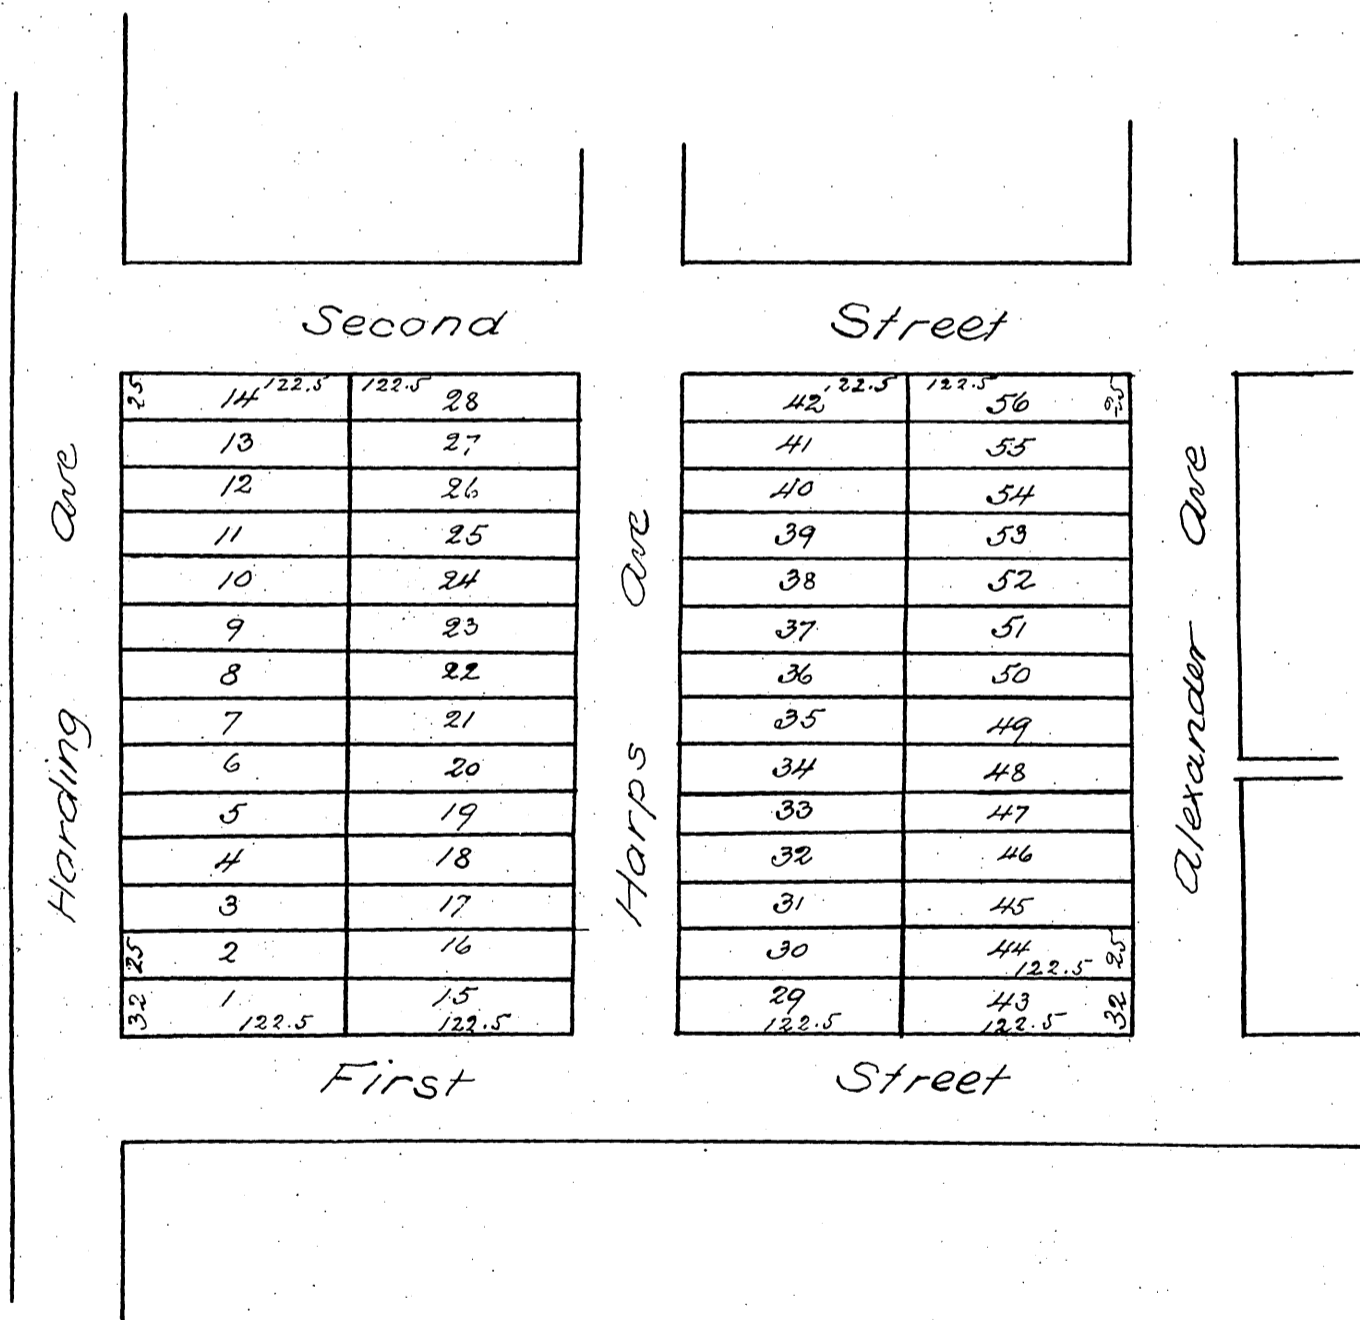 Second Street
25 14 122.5 122.5 28 42 122.5 122.5 56 25
13 27 41 55
12 26 40 54
11 25 39 53
10 24 38 52
9 23 37 51
8 22 36 50
7 21 35 49
6 20 34 48
5 19 33 47
4 18 32 46
3 17 31 45
25 2 16 30 44 122.5 25
32 1 122.5 15 122.5 29 122.5 43 122.5 32
Harding Ave
Harps Ave
Alexander Ave
First Street